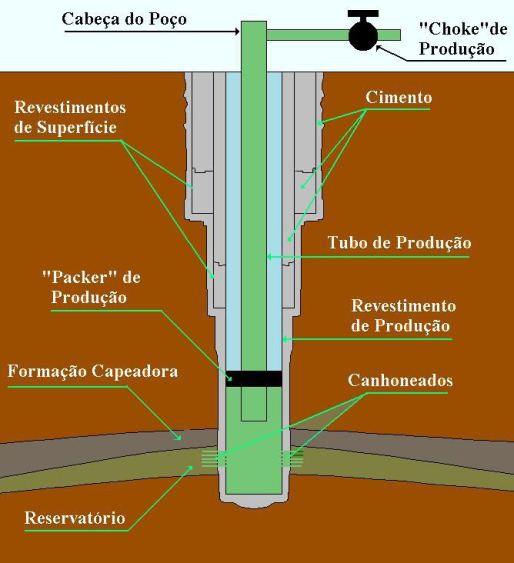 Cabeça do Poço
"Choke"de
Produção
Revestimentos
de Superfície
Cimento
Tubo de Produção
"Packer" de
Produção
Revestimento
de Produção
Formação Capeadora
Canhoneados
Reservatório